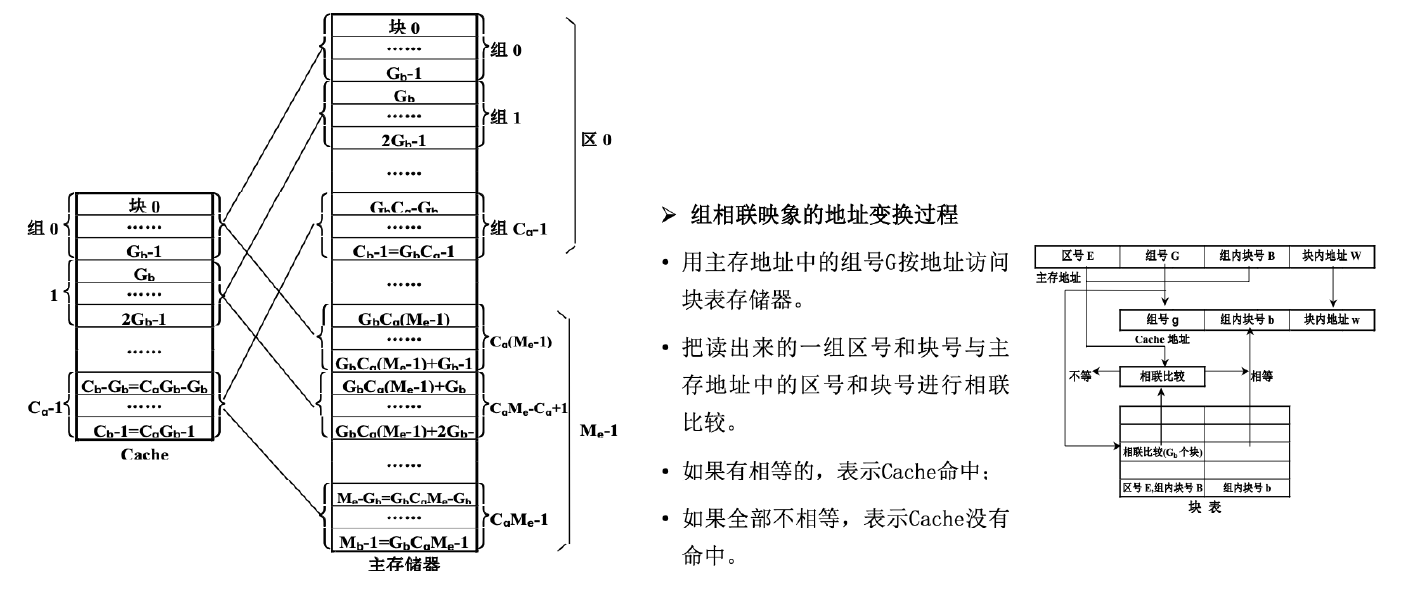 块 0
……
G_b-1
组 0
G_b
……
2G_b-1
组 1
区 0
……
G_bC_g-G_b
……
C_b-1=G_bC_g-1
组 C_g-1
……
G_bC_g(M_e-1)
……
G_bC_g(M_e-1)+G_b-1
C_g(M_e-1)
G_bC_g(M_e-1)+G_b
……
G_bC_g(M_e-1)+2G_b-
C_gM_e-C_g+1
M_e-1
……
M_e-G_b=G_bC_gM_e-G_b
……
M_b-1=G_bC_gM_e-1
C_gM_e-1
主存储器
组 0
块 0
……
G_b-1
1
G_b
……
2G_b-1
……
C_g-1
C_b-G_b=C_gG_b-G_b
……
C_b-1=C_gG_b-1
Cache
➢ 组相联映象的地址变换过程
• 用主存地址中的组号G按地址访问
块表存储器。
• 把读出来的一组区号和块号与主
存地址中的区号和块号进行相联
比较。
• 如果有相等的，表示Cache命中；
• 如果全部不相等，表示Cache没有
命中。
区号 E 组号 G 组内块号 B 块内地址 W
主存地址
组号 g 组内块号 b 块内地址 w
Cache 地址
不等 相联比较 相等
相联比较(G_b 个块)
区号 E,组内块号 B 组内块号 b
块 表